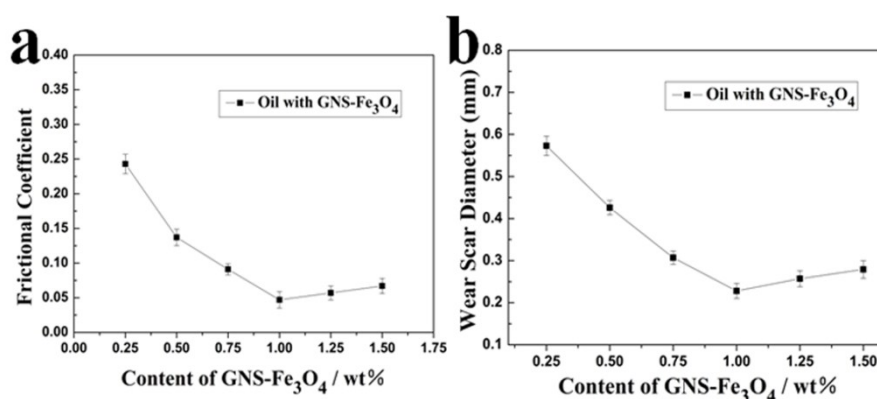 a
0.40
0.35
0.30
0.25
0.20
0.15
0.10
0.05
0.00
Frictional Coefficient
Oil with GNS-Fe₃O₄
0.00 0.25 0.50 0.75 1.00 1.25 1.50 1.75
Content of GNS-Fe₃O₄ / wt%
b
0.8
0.7
0.6
0.5
0.4
0.3
0.2
0.1
Wear Scar Diameter (mm)
Oil with GNS-Fe₃O₄
0.25 0.50 0.75 1.00 1.25 1.50
Content of GNS-Fe₃O₄ / wt%